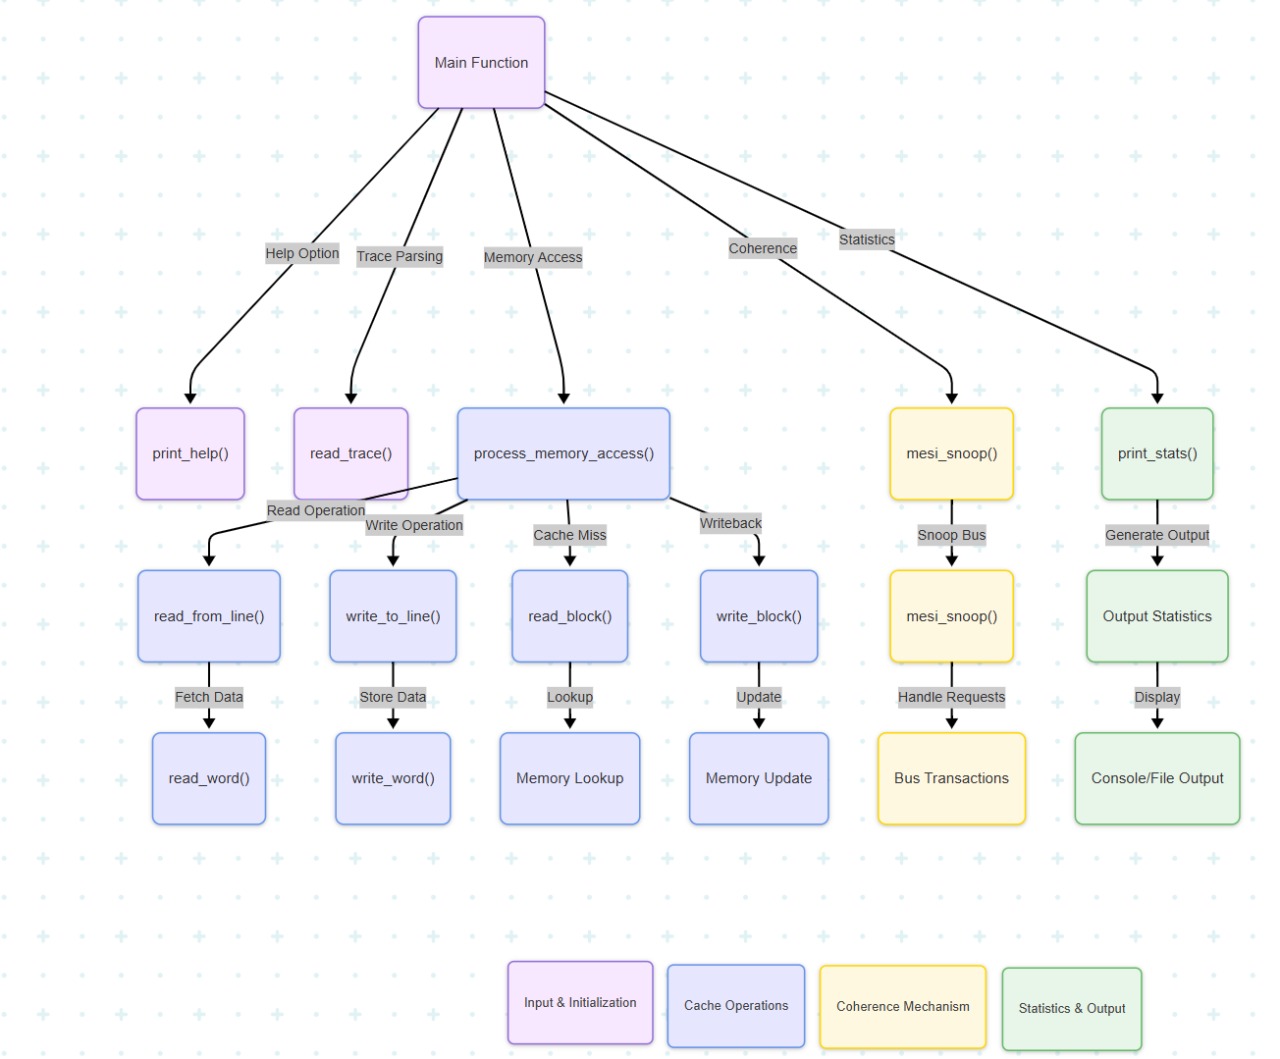 Main Function
Help Option
Trace Parsing
Memory Access
Coherence
Statistics
print_help()
read_trace()
process_memory_access()
mesi_snoop()
print_stats()
Read Operation
Write Operation
Cache Miss
Writeback
Snoop Bus
Generate Output
read_from_line()
write_to_line()
read_block()
write_block()
mesi_snoop()
Output Statistics
Fetch Data
Store Data
Lookup
Update
Handle Requests
Display
read_word()
write_word()
Memory Lookup
Memory Update
Bus Transactions
Console/File Output
Input & Initialization
Cache Operations
Coherence Mechanism
Statistics & Output